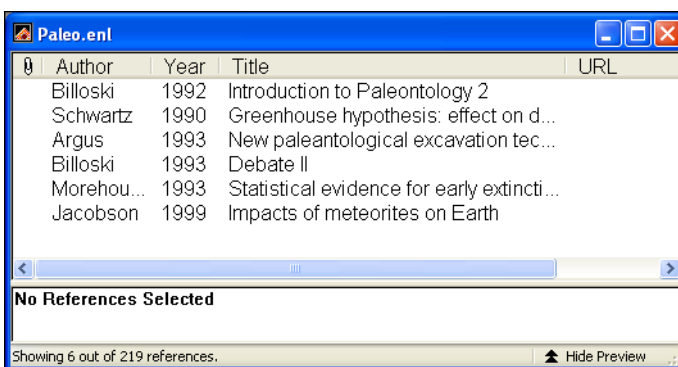 Paleo.enl
Author Year Title URL
Billoski 1992 Introduction to Paleontology 2
Schwartz 1990 Greenhouse hypothesis: effect on d...
Argus 1993 New paleantological excavation tec...
Billoski 1993 Debate II
Morehou... 1993 Statistical evidence for early extincti...
Jacobson 1999 Impacts of meteorites on Earth
No References Selected
Showing 6 out of 219 references. Hide Preview